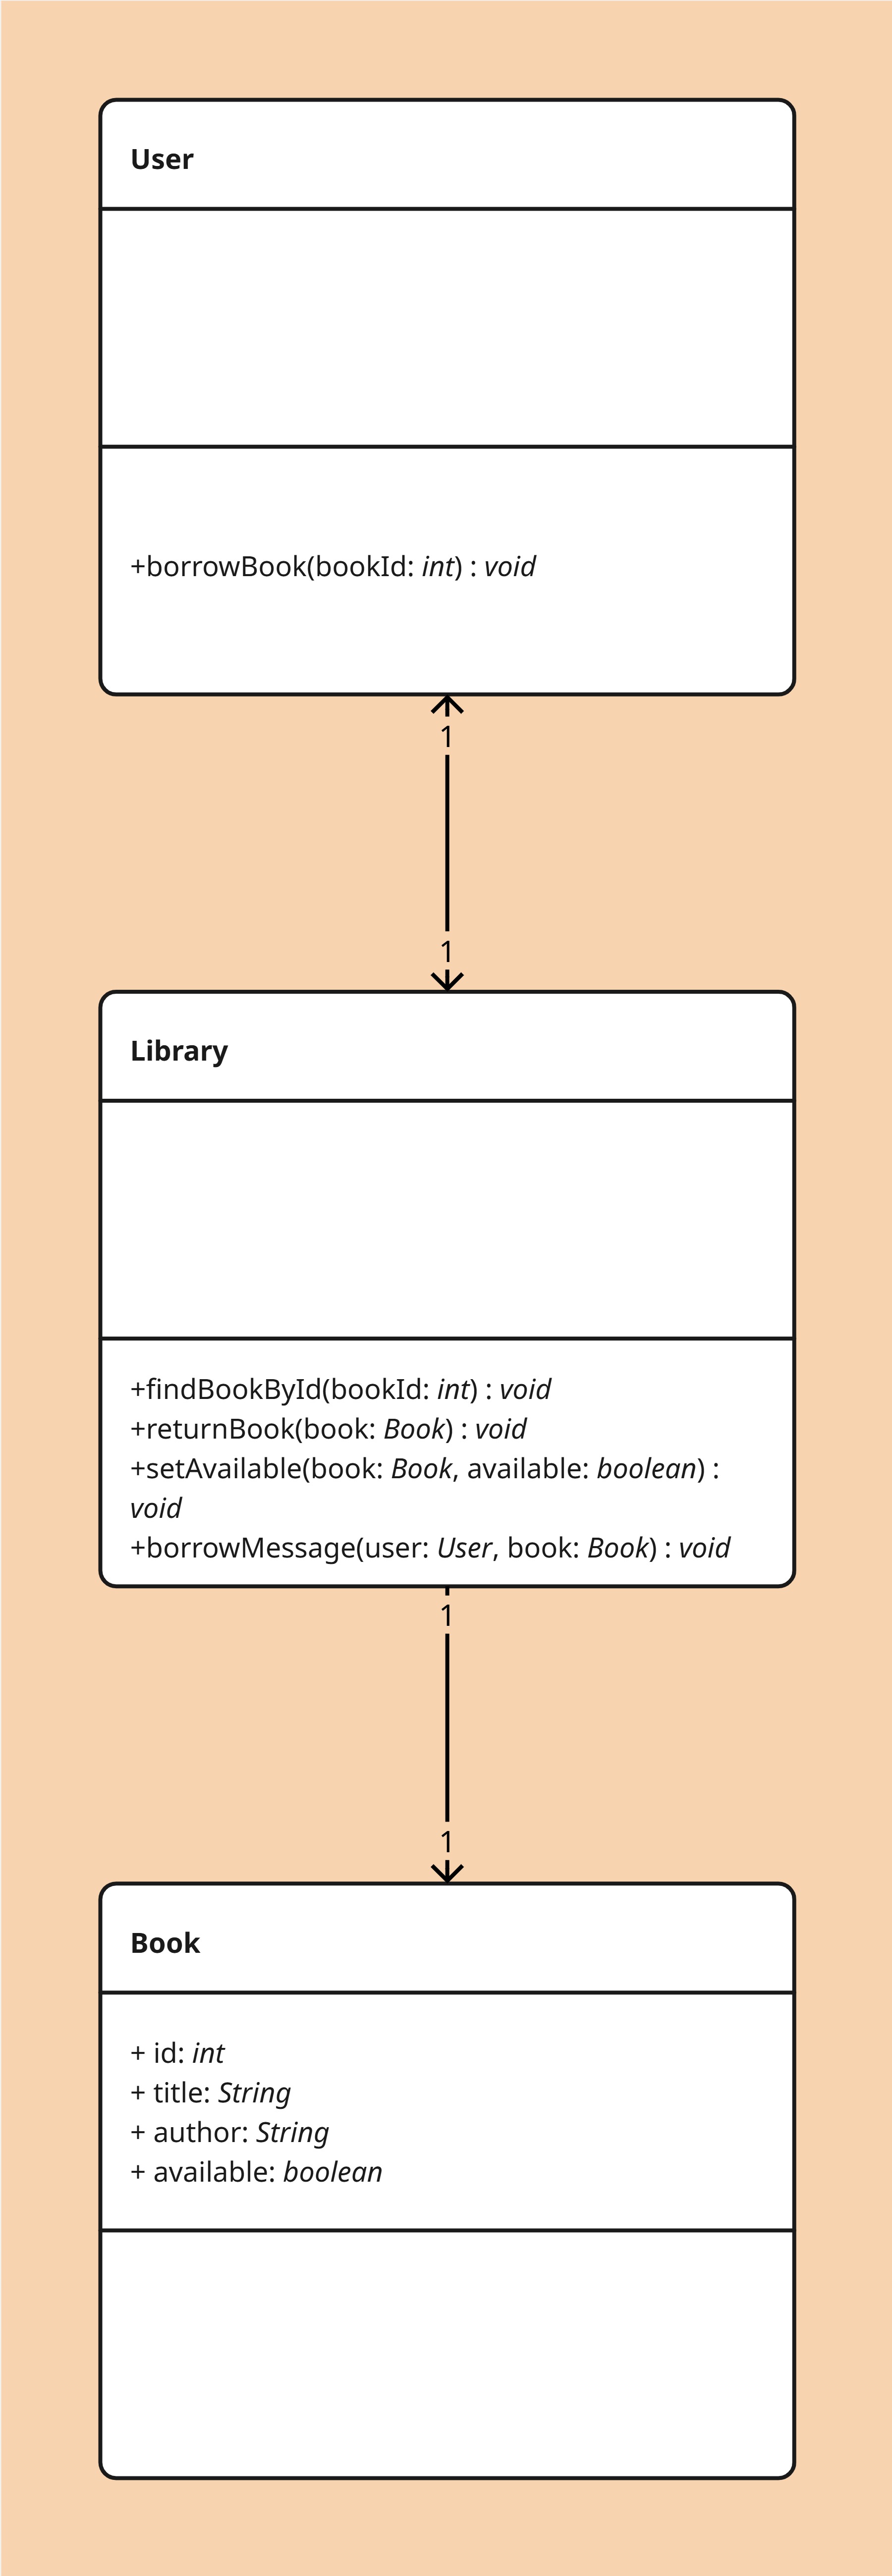 User
+borrowBook(bookId: int) : void
1
1
Library
+findBookById(bookId: int) : void
+returnBook(book: Book) : void
+setAvailable(book: Book, available: boolean) :
void
+borrowMessage(user: User, book: Book) : void
1
1
Book
+ id: int
+ title: String
+ author: String
+ available: boolean